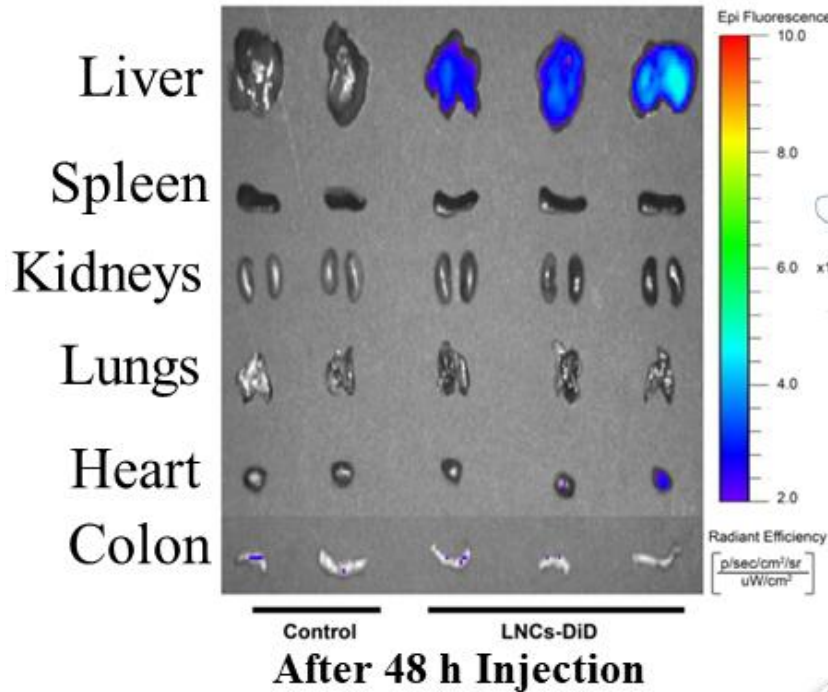 Epi Fluorescence
Liver
Spleen
Kidneys
Lungs
Heart
Colon
10.0
8.0
6.0
x1
4.0
2.0
Radiant Efficiency
p/sec/cm²/sr
uW/cm²
Control
LNCs-DiD
After 48 h Injection